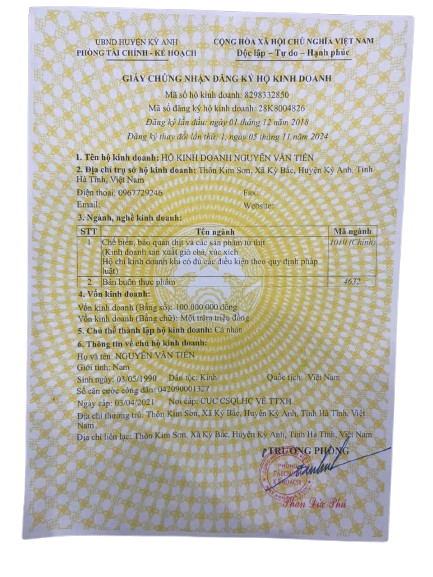 UBND HUYỆN KỲ ANH
PHÒNG TÀI CHÍNH - KẾ HOẠCH
CỘNG HÒA XÃ HỘI CHỦ NGHĨA VIỆT NAM
Độc lập – Tự do – Hạnh phúc
GIẤY CHỨNG NHẬN ĐĂNG KÝ HỘ KINH DOANH
Mã số hộ kinh doanh: 8298332850
Mã số đăng ký hộ kinh doanh: 28K8004826
Đăng ký lần đầu: ngày 01 tháng 12 năm 2018
Đăng ký thay đổi lần thứ: 1, ngày 05 tháng 11 năm 2024
1. Tên hộ kinh doanh: HỘ KINH DOANH NGUYỄN VĂN TIẾN
2. Địa chỉ trụ sở hộ kinh doanh: Thôn Kim Sơn, Xã Kỳ Bắc, Huyện Kỳ Anh, Tỉnh
Hà Tĩnh, Việt Nam
Điện thoại: 0967729246 Fax:
Email: Website:
3. Ngành, nghề kinh doanh:
STT Tên ngành Mã ngành
1 Chế biến, bảo quản thịt và các sản phẩm từ thịt 1010 (Chính)
(Kinh doanh sản xuất giò chả, xúc xích
Hộ chỉ kinh doanh khi có đủ các điều kiện theo quy định pháp
luật)
2 Bán buôn thực phẩm 4632
4. Vốn kinh doanh:
Vốn kinh doanh (Bằng số): 100.000.000 đồng
Vốn kinh doanh (Bằng chữ): Một trăm triệu đồng
5. Chủ thể thành lập hộ kinh doanh: Cá nhân
6. Thông tin về chủ hộ kinh doanh:
Họ và tên: NGUYỄN VĂN TIẾN
Giới tính: Nam
Sinh ngày: 03/05/1990 Dân tộc: Kinh Quốc tịch: Việt Nam
Số căn cước công dân: 042090001327
Ngày cấp: 05/04/2021 Nơi cấp: CỤC CSQLHC VỀ TTXH
Địa chỉ thường trú: Thôn Kim Sơn, Xã Kỳ Bắc, Huyện Kỳ Anh, Tỉnh Hà Tĩnh, Việt
Nam
Địa chỉ liên lạc: Thôn Kim Sơn, Xã Kỳ Bắc, Huyện Kỳ Anh, Tỉnh Hà Tĩnh, Việt Nam
TRƯỞNG PHÒNG
PHÒNG
TÀI CHÍNH
KẾ HOẠCH
Phan Đức Phú